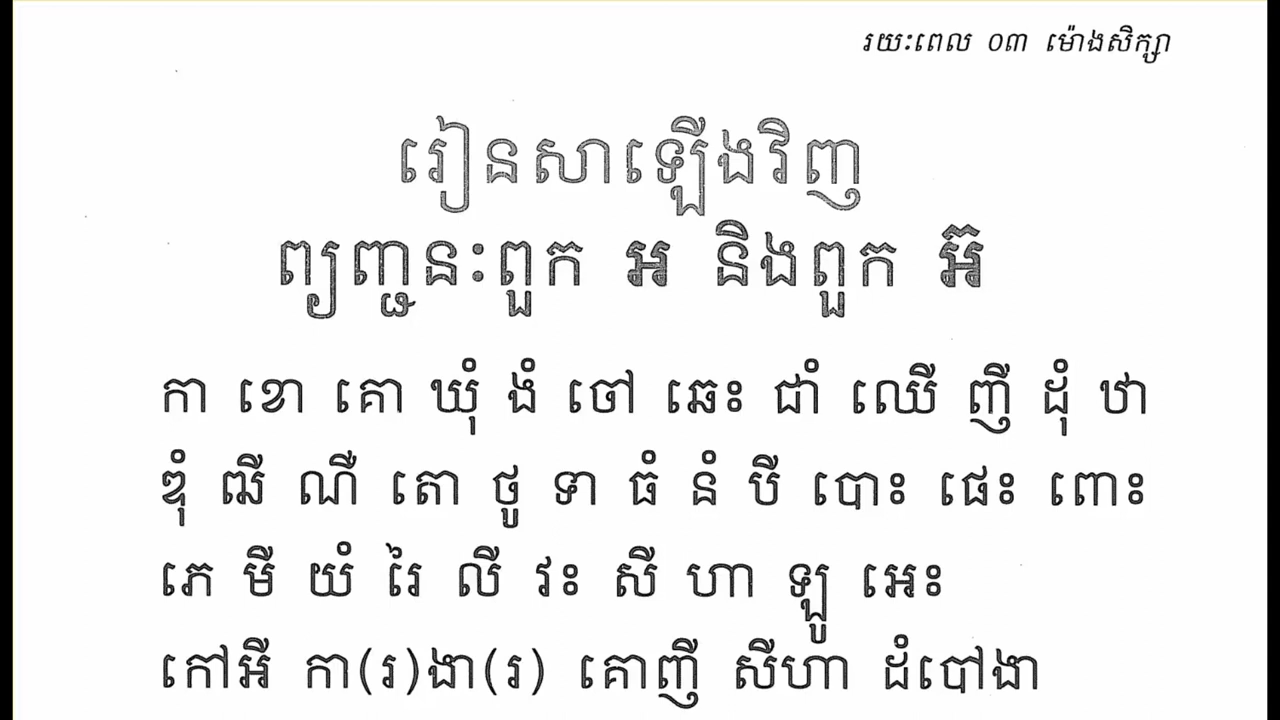 រយៈពេល ០៣ ម៉ោងសិក្សា
រៀនសាឡើងវិញ
ព្យញ្ជនៈពួក អ និងពួក អ៊
កា ខោ គោ ឃុំ ងំ ចៅ ឆេះ ជាំ ឈើ ញី ដុំ ឋា
ឌុំ ឍើ ណី តោ ថូ ទា ធំ នំ បី បោះ ផេះ ពោះ
ភេ មី យំ រៃ លី វះ សី ហា ឡូ អេះ
កៅអី កា(រ)ងា(រ) គោញី សីហា ដំបៅងា